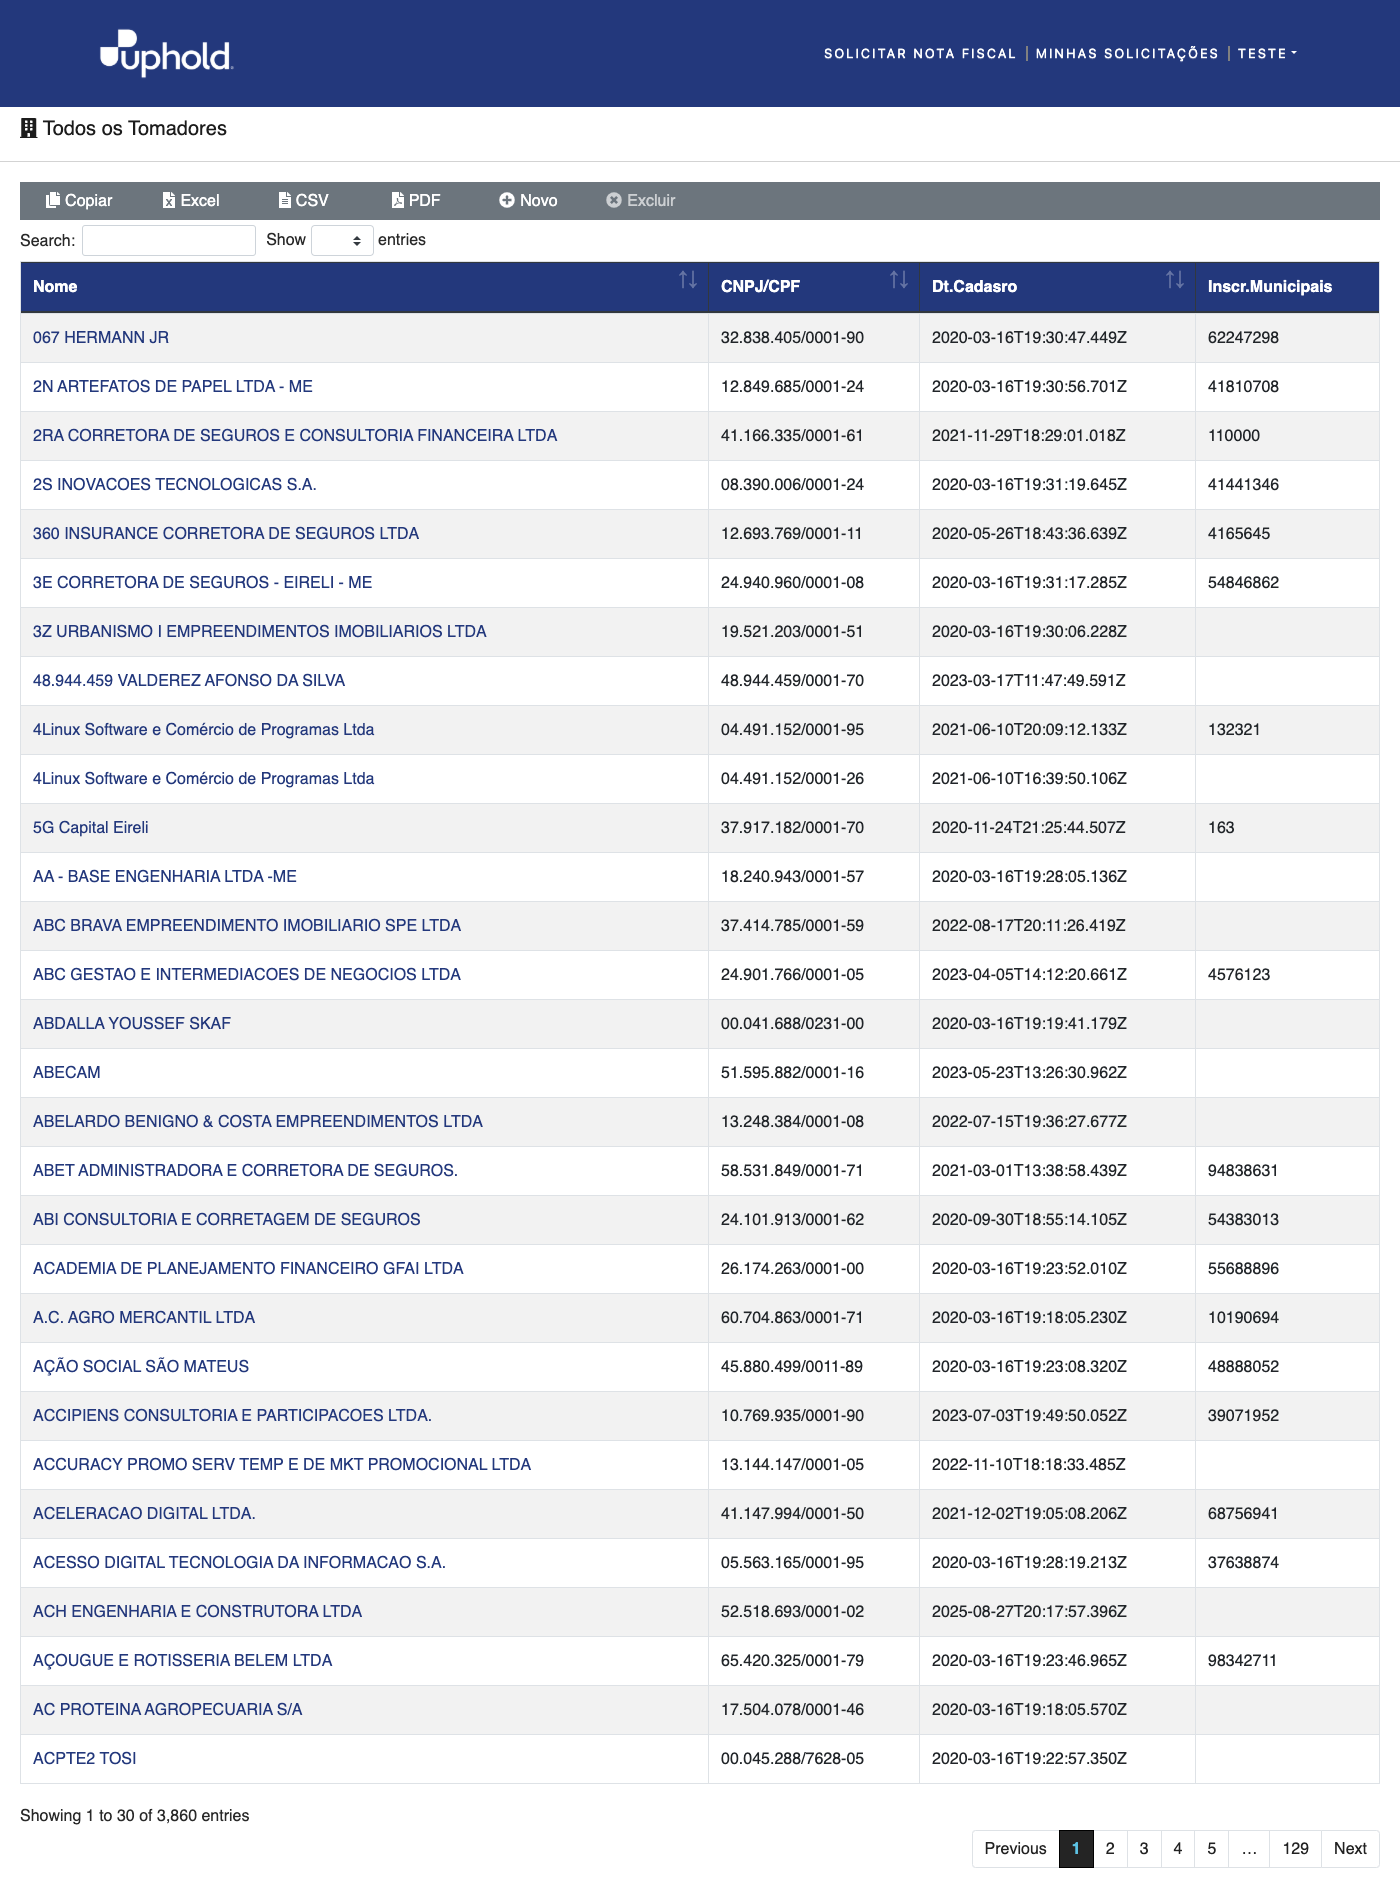 uphold
SOLICITAR NOTA FISCAL | MINHAS SOLICITAÇÕES | TESTE
Todos os Tomadores
Copiar Excel CSV PDF Novo Excluir
Search: Show entries
Nome CNPJ/CPF Dt.Cadasro Inscr.Municipais
067 HERMANN JR 32.838.405/0001-90 2020-03-16T19:30:47.449Z 62247298
2N ARTEFATOS DE PAPEL LTDA - ME 12.849.685/0001-24 2020-03-16T19:30:56.701Z 41810708
2RA CORRETORA DE SEGUROS E CONSULTORIA FINANCEIRA LTDA 41.166.335/0001-61 2021-11-29T18:29:01.018Z 110000
2S INOVACOES TECNOLOGICAS S.A. 08.390.006/0001-24 2020-03-16T19:31:19.645Z 41441346
360 INSURANCE CORRETORA DE SEGUROS LTDA 12.693.769/0001-11 2020-05-26T18:43:36.639Z 4165645
3E CORRETORA DE SEGUROS - EIRELI - ME 24.940.960/0001-08 2020-03-16T19:31:17.285Z 54846862
3Z URBANISMO I EMPREENDIMENTOS IMOBILIARIOS LTDA 19.521.203/0001-51 2020-03-16T19:30:06.228Z
48.944.459 VALDEREZ AFONSO DA SILVA 48.944.459/0001-70 2023-03-17T11:47:49.591Z
4Linux Software e Comércio de Programas Ltda 04.491.152/0001-95 2021-06-10T20:09:12.133Z 132321
4Linux Software e Comércio de Programas Ltda 04.491.152/0001-26 2021-06-10T16:39:50.106Z
5G Capital Eireli 37.917.182/0001-70 2020-11-24T21:25:44.507Z 163
AA - BASE ENGENHARIA LTDA -ME 18.240.943/0001-57 2020-03-16T19:28:05.136Z
ABC BRAVA EMPREENDIMENTO IMOBILIARIO SPE LTDA 37.414.785/0001-59 2022-08-17T20:11:26.419Z
ABC GESTAO E INTERMEDIACOES DE NEGOCIOS LTDA 24.901.766/0001-05 2023-04-05T14:12:20.661Z 4576123
ABDALLA YOUSSEF SKAF 00.041.688/0231-00 2020-03-16T19:19:41.179Z
ABECAM 51.595.882/0001-16 2023-05-23T13:26:30.962Z
ABELARDO BENIGNO & COSTA EMPREENDIMENTOS LTDA 13.248.384/0001-08 2022-07-15T19:36:27.677Z
ABET ADMINISTRADORA E CORRETORA DE SEGUROS. 58.531.849/0001-71 2021-03-01T13:38:58.439Z 94838631
ABI CONSULTORIA E CORRETAGEM DE SEGUROS 24.101.913/0001-62 2020-09-30T18:55:14.105Z 54383013
ACADEMIA DE PLANEJAMENTO FINANCEIRO GFAI LTDA 26.174.263/0001-00 2020-03-16T19:23:52.010Z 55688896
A.C. AGRO MERCANTIL LTDA 60.704.863/0001-71 2020-03-16T19:18:05.230Z 10190694
AÇÃO SOCIAL SÃO MATEUS 45.880.499/0011-89 2020-03-16T19:23:08.320Z 48888052
ACCIPIENS CONSULTORIA E PARTICIPACOES LTDA. 10.769.935/0001-90 2023-07-03T19:49:50.052Z 39071952
ACCURACY PROMO SERV TEMP E DE MKT PROMOCIONAL LTDA 13.144.147/0001-05 2022-11-10T18:18:33.485Z
ACELERACAO DIGITAL LTDA. 41.147.994/0001-50 2021-12-02T19:05:08.206Z 68756941
ACESSO DIGITAL TECNOLOGIA DA INFORMACAO S.A. 05.563.165/0001-95 2020-03-16T19:28:19.213Z 37638874
ACH ENGENHARIA E CONSTRUTORA LTDA 52.518.693/0001-02 2025-08-27T20:17:57.396Z
AÇOUGUE E ROTISSERIA BELEM LTDA 65.420.325/0001-79 2020-03-16T19:23:46.965Z 98342711
AC PROTEINA AGROPECUARIA S/A 17.504.078/0001-46 2020-03-16T19:18:05.570Z
ACPTE2 TOSI 00.045.288/7628-05 2020-03-16T19:22:57.350Z
Showing 1 to 30 of 3,860 entries
Previous 1 2 3 4 5 … 129 Next